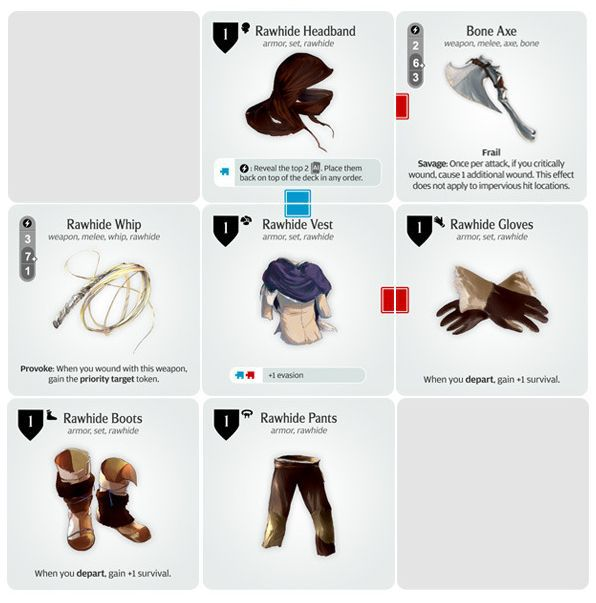 1
Rawhide Headband
armor, set, rawhide
: Reveal the top 2 AI. Place them
back on top of the deck in any order.
2
6
3
Bone Axe
weapon, melee, axe, bone
Frail
Savage: Once per attack, if you critically
wound, cause 1 additional wound. This effect
does not apply to impervious hit locations.
3
7
1
Rawhide Whip
weapon, melee, whip, rawhide
Provoke: When you wound with this weapon,
gain the priority target token.
1
Rawhide Vest
armor, set, rawhide
+1 evasion
1
Rawhide Gloves
armor, set, rawhide
When you depart, gain +1 survival.
1
Rawhide Boots
armor, set, rawhide
When you depart, gain +1 survival.
1
Rawhide Pants
armor, rawhide